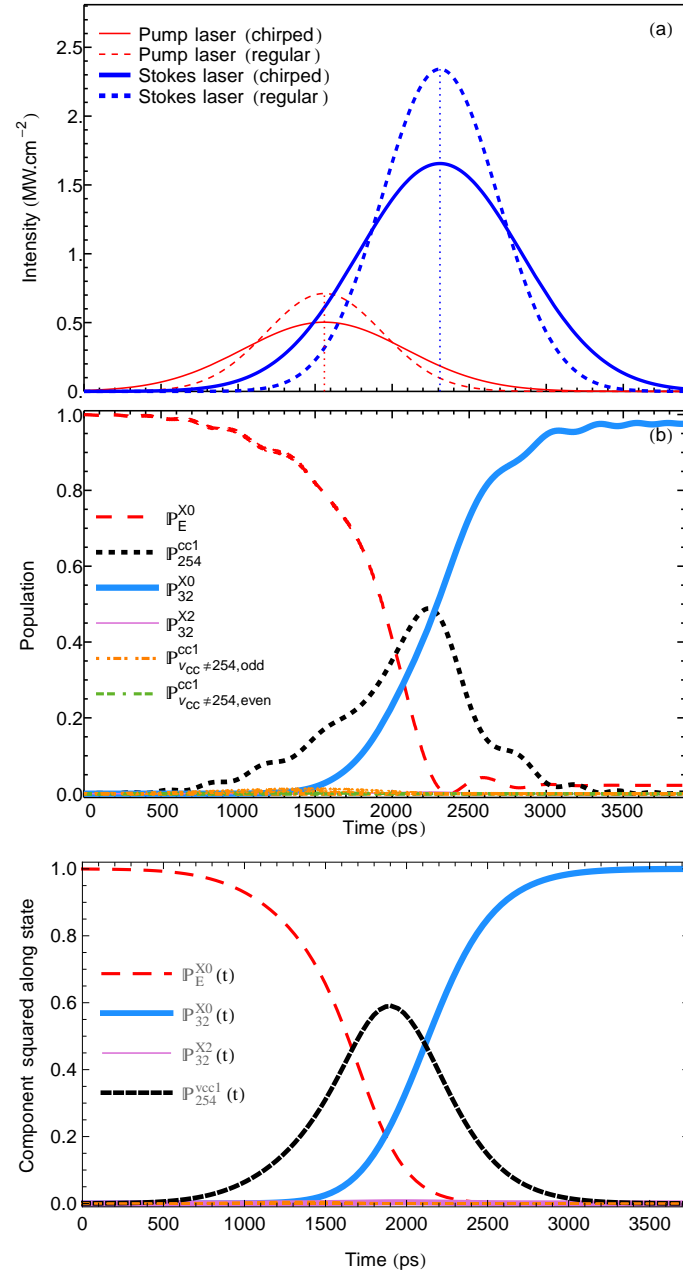 (a)
Pump laser (chirped)
Pump laser (regular)
Stokes laser (chirped)
Stokes laser (regular)
Intensity (MW.cm⁻²)
2.5
2.
1.5
1.
0.5
0.
(b)
1.0
0.8
0.6
0.4
0.2
0.0
Population
ℙ_E^X0
ℙ_254^cc1
ℙ_32^X0
ℙ_32^X2
ℙ_{v_cc≠254,odd}^cc1
ℙ_{v_cc≠254,even}^cc1
0 500 1000 1500 2000 2500 3000 3500
Time (ps)
1.0
0.8
0.6
0.4
0.2
0.0
Component squared along state
ℙ_E^X0(t)
ℙ_32^X0(t)
ℙ_32^X2(t)
ℙ_254^vcc1(t)
0 500 1000 1500 2000 2500 3000 3500
Time (ps)